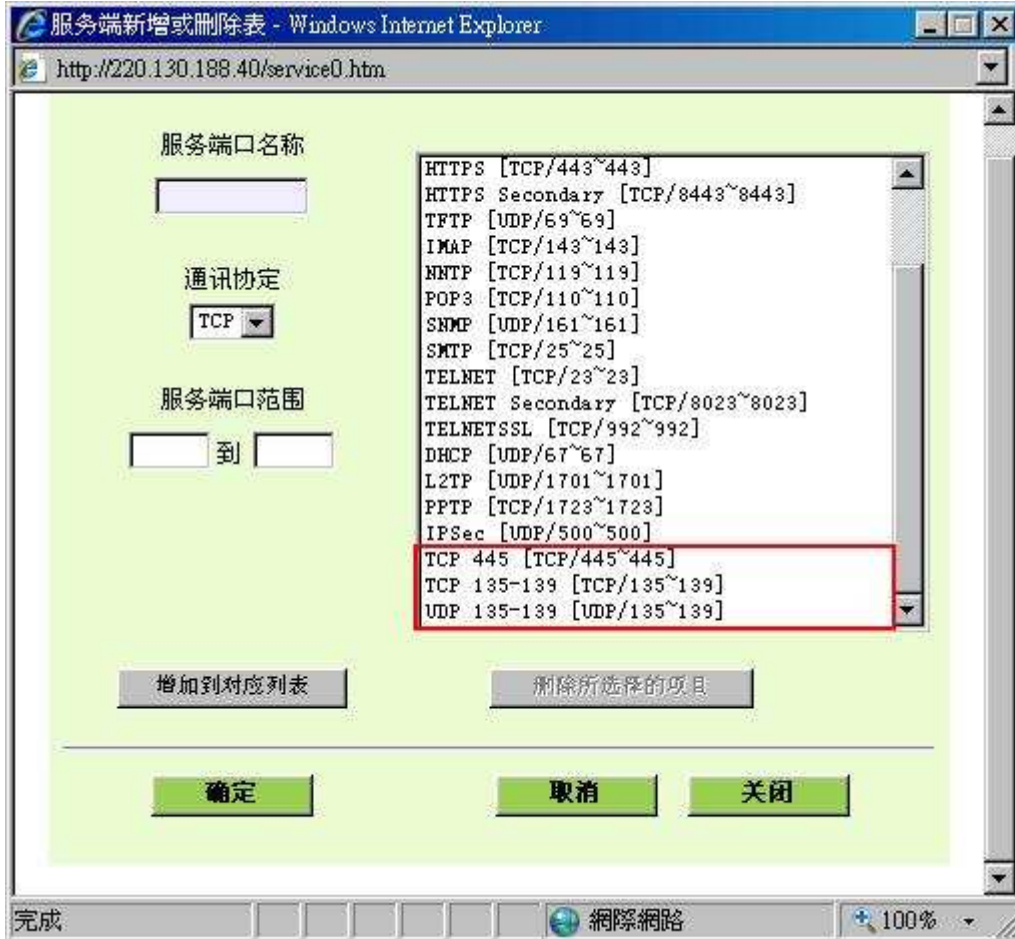 服务端新增或删除表 - Windows Internet Explorer
http://220.130.188.40/service0.htm
服务端口名称
通讯协定
TCP
服务端口范围
到
HTTPS [TCP/443~443]
HTTPS Secondary [TCP/8443~8443]
TFTP [UDP/69~69]
IMAP [TCP/143~143]
NNTP [TCP/119~119]
POP3 [TCP/110~110]
SNMP [UDP/161~161]
SMTP [TCP/25~25]
TELNET [TCP/23~23]
TELNET Secondary [TCP/8023~8023]
TELNETSSL [TCP/992~992]
DHCP [UDP/67~67]
L2TP [UDP/1701~1701]
PPTP [TCP/1723~1723]
IPSec [UDP/500~500]
TCP 445 [TCP/445~445]
TCP 135-139 [TCP/135~139]
UDP 135-139 [UDP/135~139]
增加到对应列表
删除所选择的项目
确定
取消
关闭
完成
網際網路
100%